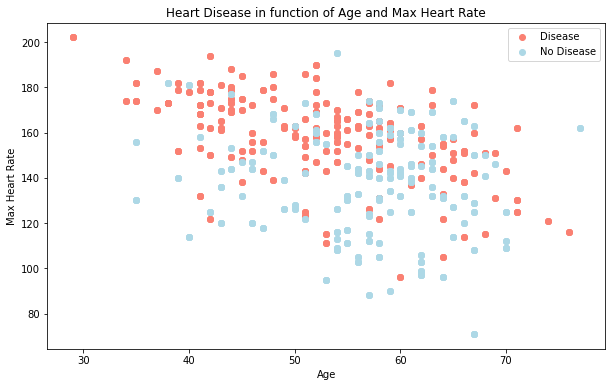 Heart Disease in function of Age and Max Heart Rate
Disease
No Disease
Max Heart Rate
200
180
160
140
120
100
80
30
40
50
60
70
Age